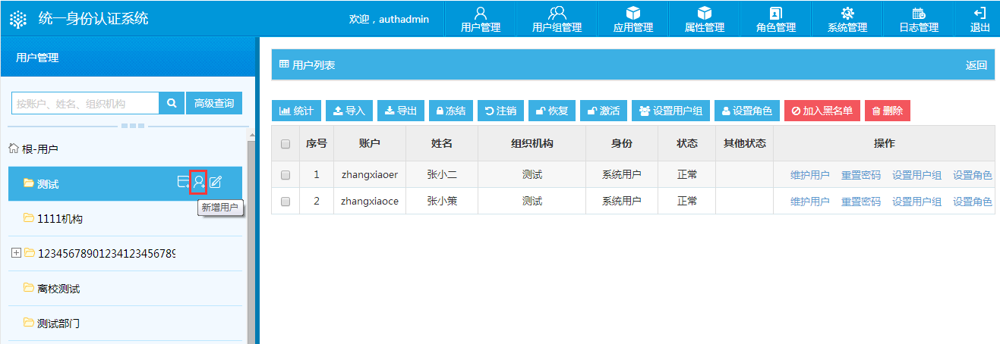 统一身份认证系统
欢迎，authadmin
用户管理
用户组管理
应用管理
属性管理
角色管理
系统管理
日志管理
退出
用户管理
按账户、姓名、组织机构
高级查询
根-用户
测试
新增用户
1111机构
12345678901234123456789
离校测试
测试部门
用户列表
返回
统计 导入 导出 冻结 注销 恢复 激活 设置用户组 设置角色 加入黑名单 删除
序号 账户 姓名 组织机构 身份 状态 其他状态 操作
1 zhangxiaoer 张小二 测试 系统用户 正常 维护用户 重置密码 设置用户组 设置角色
2 zhangxiaoce 张小策 测试 系统用户 正常 维护用户 重置密码 设置用户组 设置角色